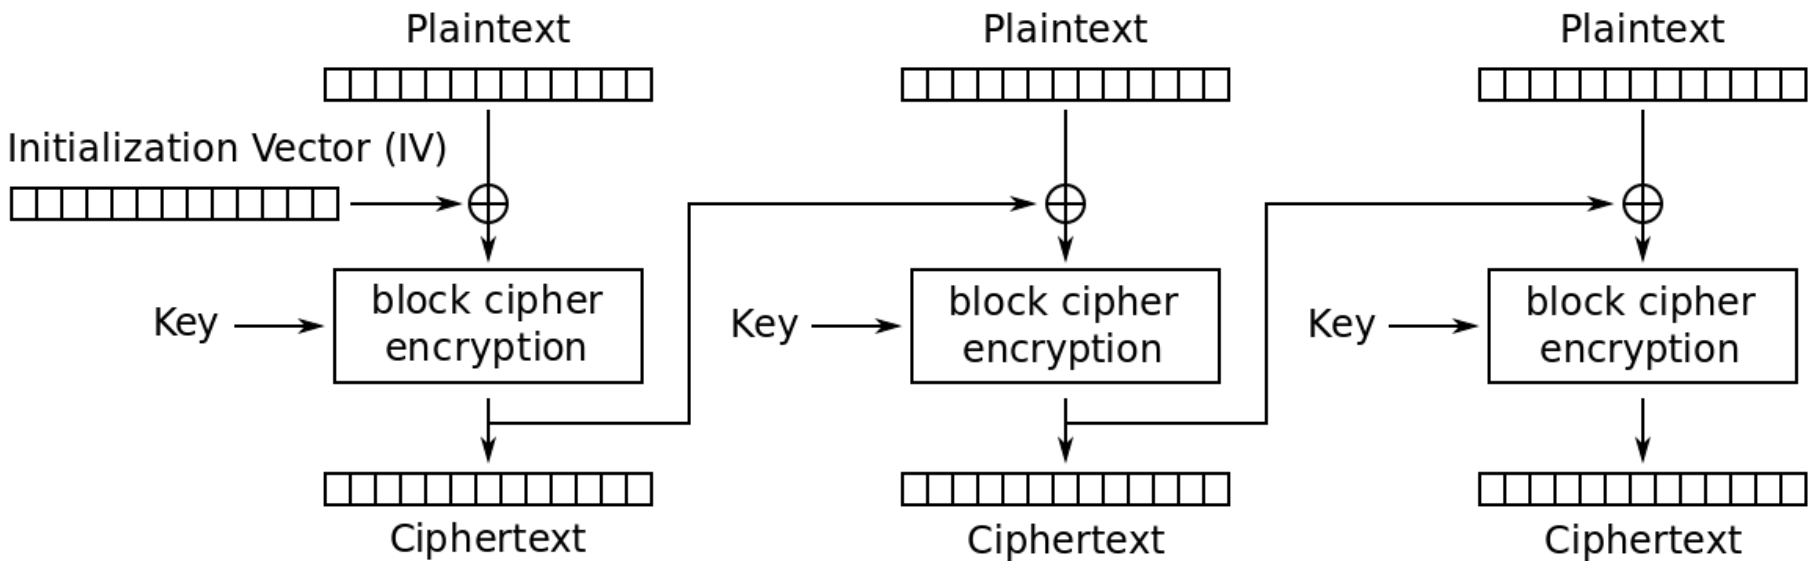 Plaintext
Plaintext
Plaintext
Initialization Vector (IV)
Key
block cipher
encryption
Key
block cipher
encryption
Key
block cipher
encryption
Ciphertext
Ciphertext
Ciphertext